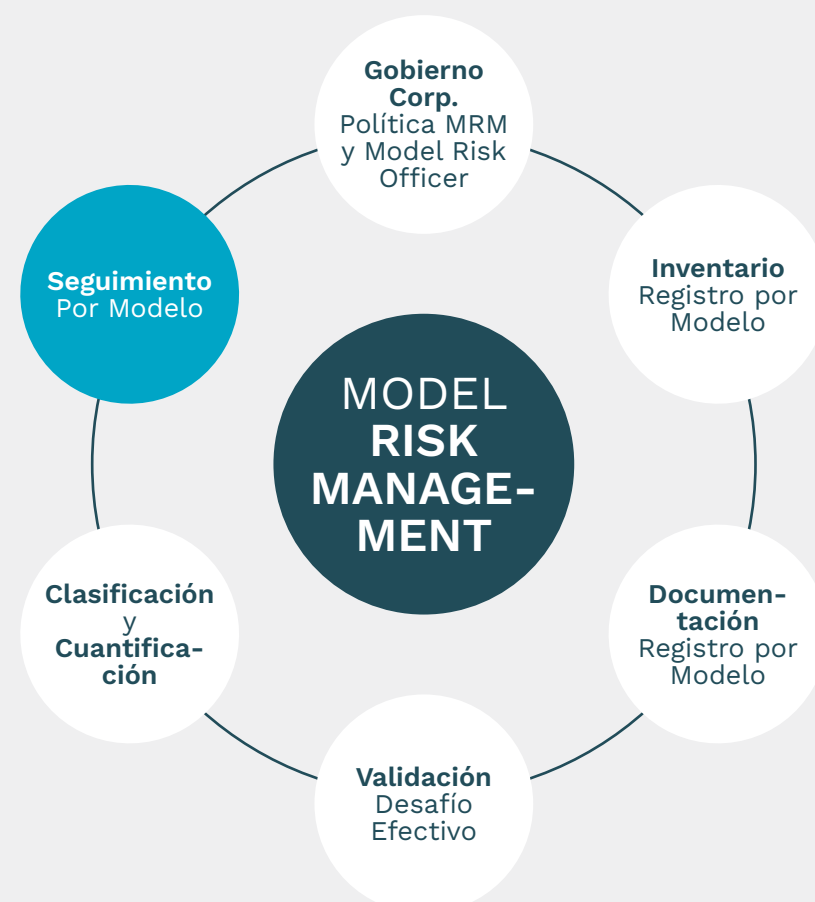 Gobierno
Corp.
Política MRM
y Model Risk
Officer
Inventario
Registro por
Modelo
Documen-
tación
Registro por
Modelo
Validación
Desafío
Efectivo
Clasificación
y
Cuantifica-
ción
Seguimiento
Por Modelo
MODEL
RISK
MANAGE-
MENT